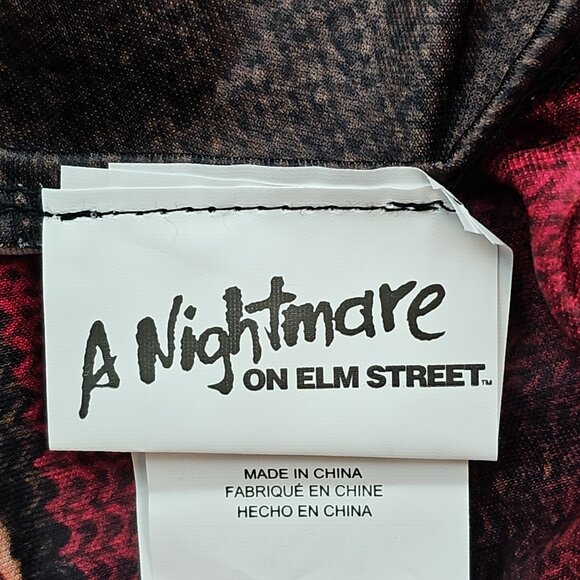 A Nightmare
ON ELM STREET™
MADE IN CHINA
FABRIQUÉ EN CHINE
HECHO EN CHINA